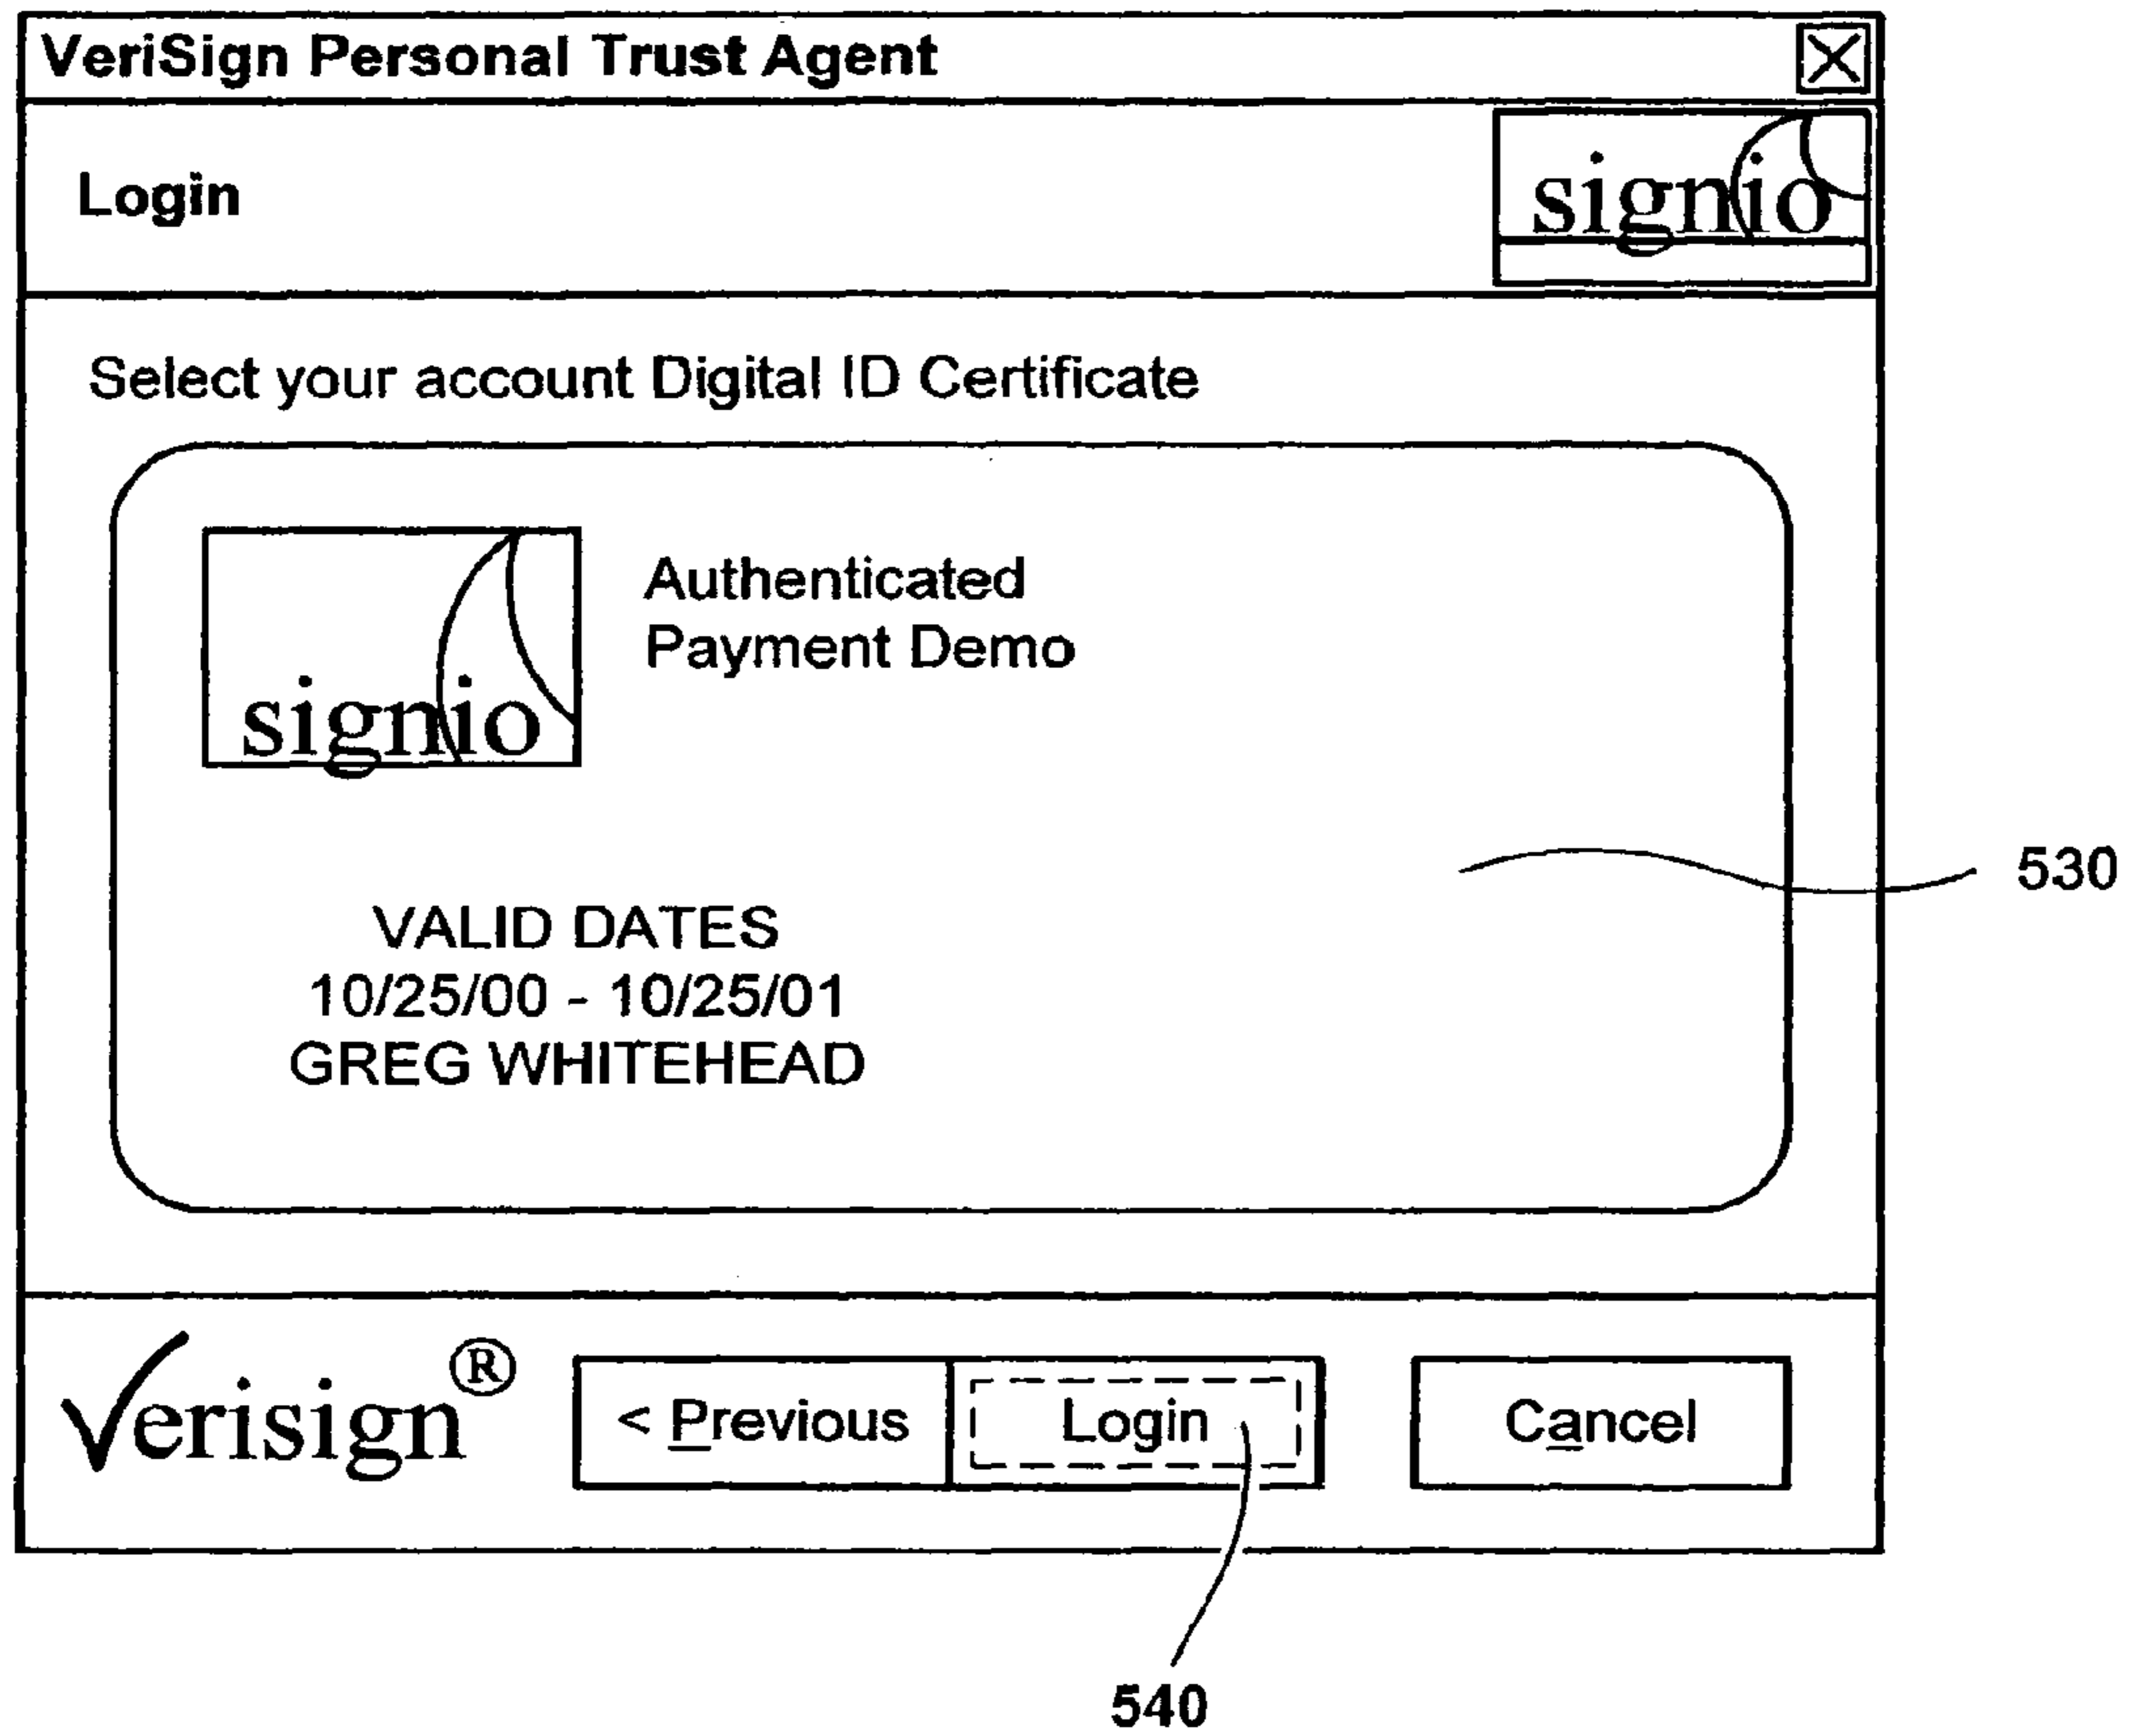 VeriSign Personal Trust Agent
Login
signio
Select your account Digital ID Certificate
signio
Authenticated
Payment Demo
530
VALID DATES
10/25/00 - 10/25/01
GREG WHITEHEAD
Verisign®
< Previous
Login
Cancel
540